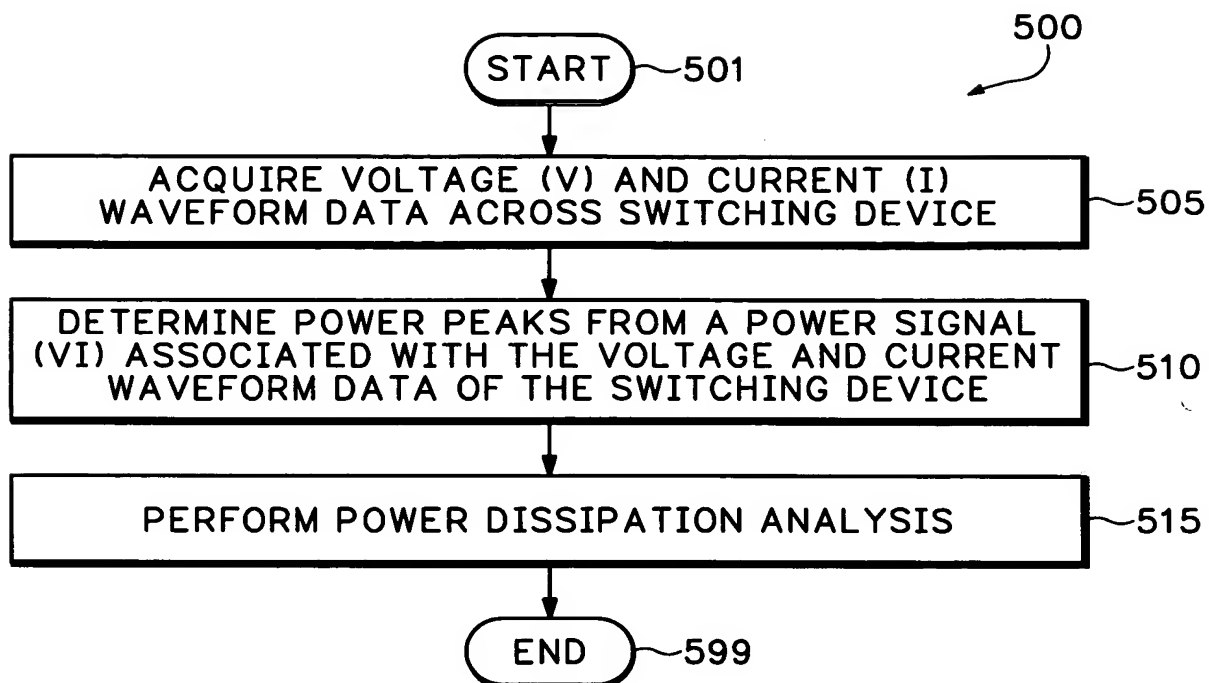 500
START 501
ACQUIRE VOLTAGE (V) AND CURRENT (I)
WAVEFORM DATA ACROSS SWITCHING DEVICE
505
DETERMINE POWER PEAKS FROM A POWER SIGNAL
(VI) ASSOCIATED WITH THE VOLTAGE AND CURRENT
WAVEFORM DATA OF THE SWITCHING DEVICE
510
PERFORM POWER DISSIPATION ANALYSIS 515
END 599